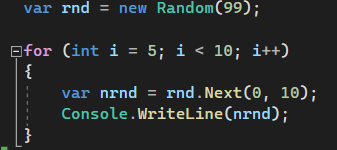 var rnd = new Random(99);
for (int i = 5; i < 10; i++)
{
var nrnd = rnd.Next(0, 10);
Console.WriteLine(nrnd);
}